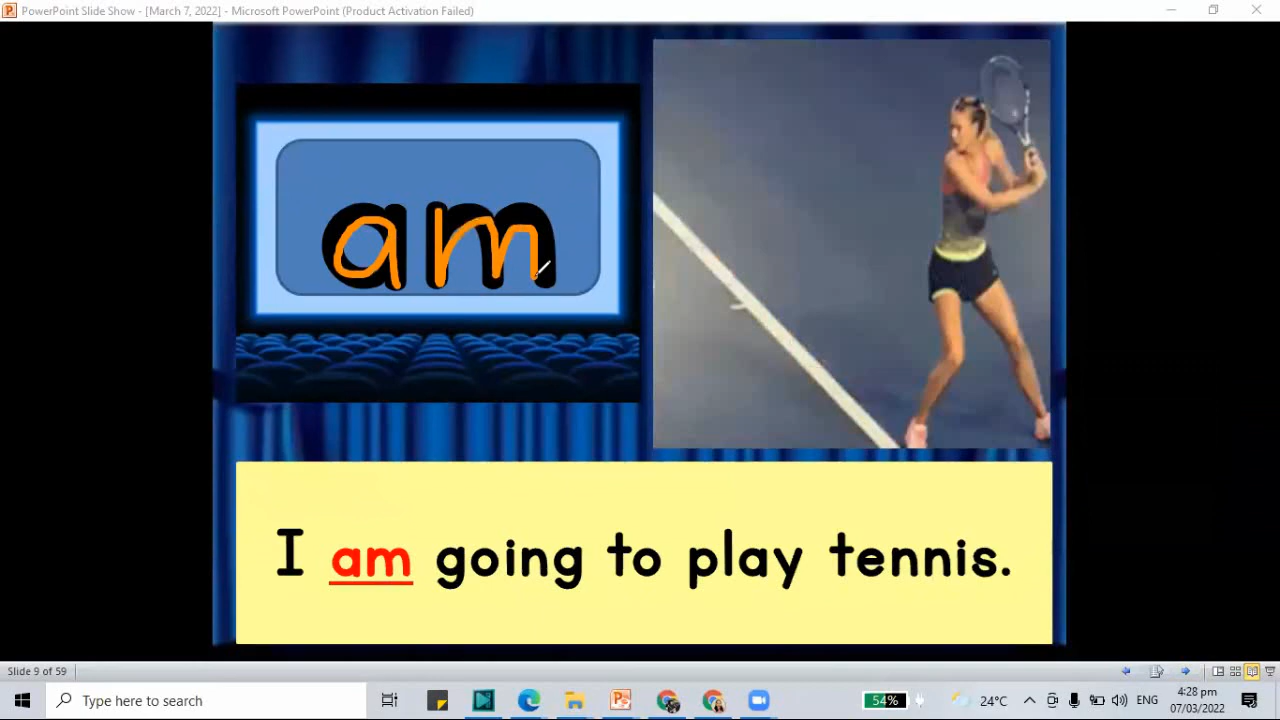 PowerPoint Slide Show - [March 7, 2022] - Microsoft PowerPoint (Product Activation Failed)
am
I am going to play tennis.
Slide 9 of 59
Type here to search
54%
24°C
ENG
4:28 pm
07/03/2022